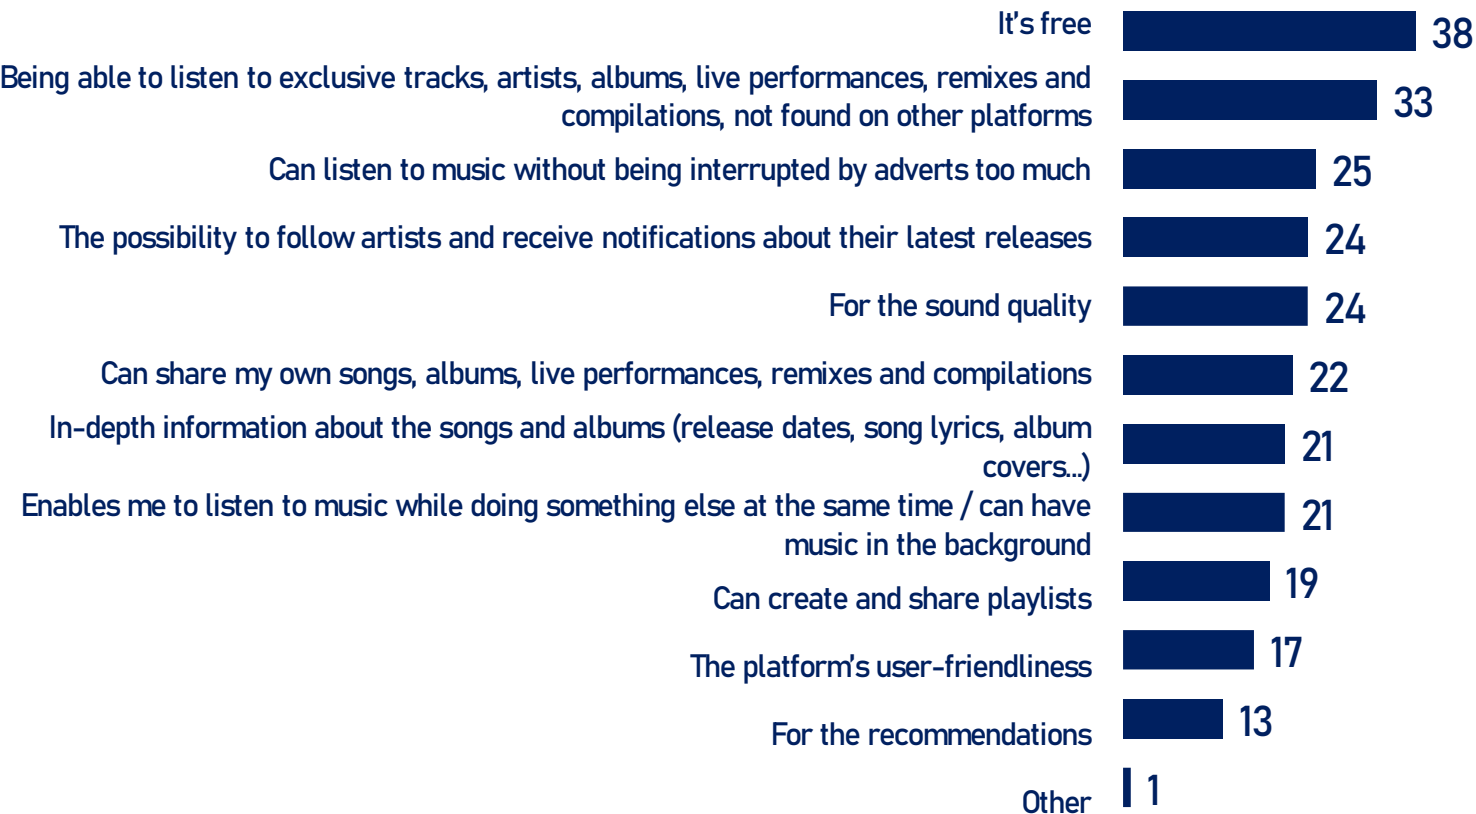 It's free 38
Being able to listen to exclusive tracks, artists, albums, live performances, remixes and
compilations, not found on other platforms 33
Can listen to music without being interrupted by adverts too much 25
The possibility to follow artists and receive notifications about their latest releases 24
For the sound quality 24
Can share my own songs, albums, live performances, remixes and compilations 22
In-depth information about the songs and albums (release dates, song lyrics, album
covers...) 21
Enables me to listen to music while doing something else at the same time / can have
music in the background 21
Can create and share playlists 19
The platform's user-friendliness 17
For the recommendations 13
Other 1